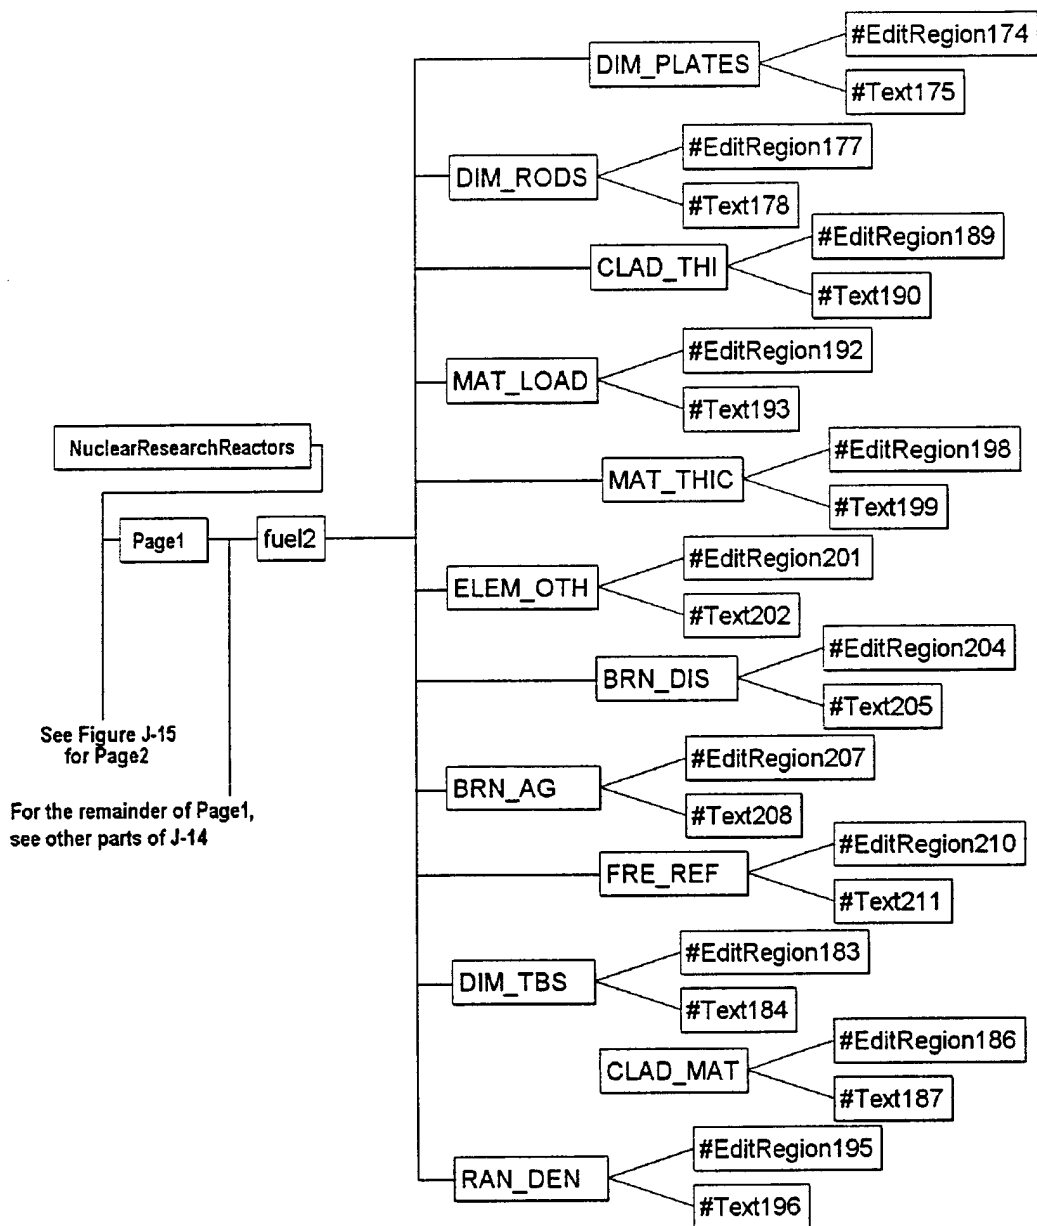 #EditRegion174
DIM_PLATES
#Text175
#EditRegion177
DIM_RODS
#Text178
#EditRegion189
CLAD_THI
#Text190
#EditRegion192
MAT_LOAD
#Text193
NuclearResearchReactors
#EditRegion198
MAT_THIC
#Text199
Page1
fuel2
#EditRegion201
ELEM_OTH
#Text202
#EditRegion204
BRN_DIS
#Text205
See Figure J-15
for Page2
#EditRegion207
BRN_AG
#Text208
For the remainder of Page1,
see other parts of J-14
#EditRegion210
FRE_REF
#Text211
#EditRegion183
DIM_TBS
#Text184
#EditRegion186
CLAD_MAT
#Text187
#EditRegion195
RAN_DEN
#Text196